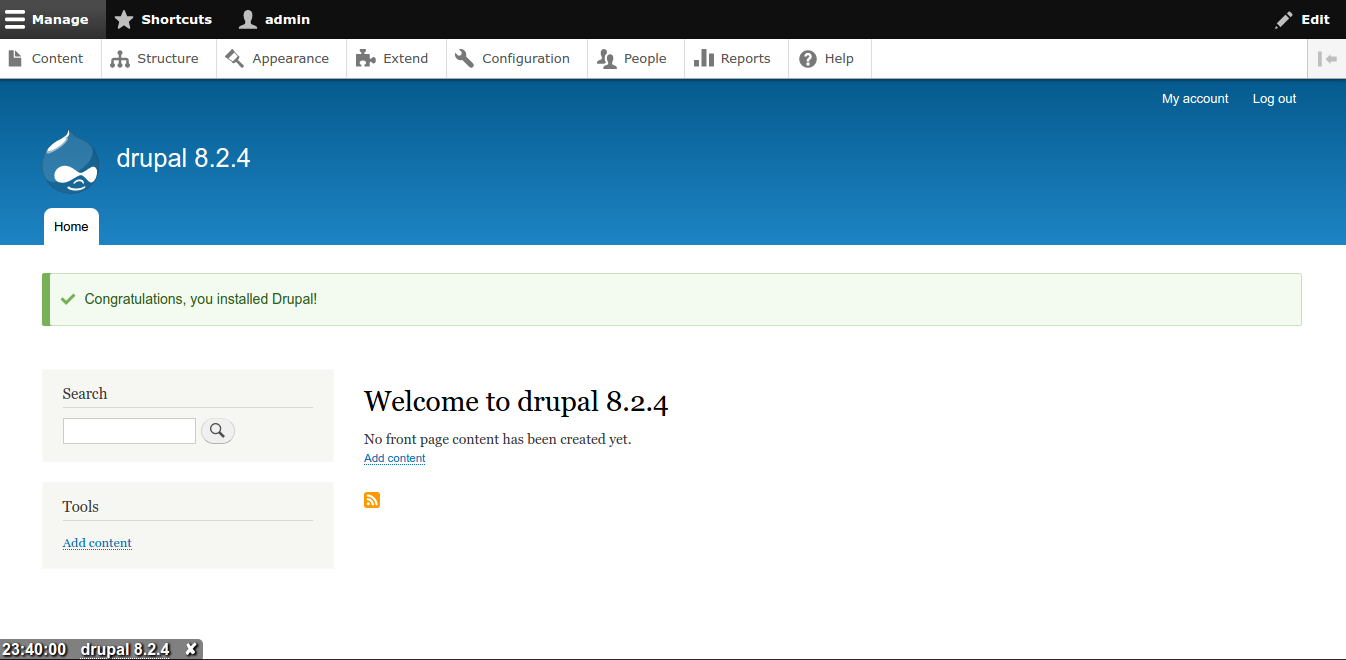 Manage Shortcuts admin Edit
Content Structure Appearance Extend Configuration People Reports Help
My account Log out
drupal 8.2.4
Home
Congratulations, you installed Drupal!
Search
Tools
Add content
Welcome to drupal 8.2.4
No front page content has been created yet.
Add content
23:40:00 drupal 8.2.4 ✘